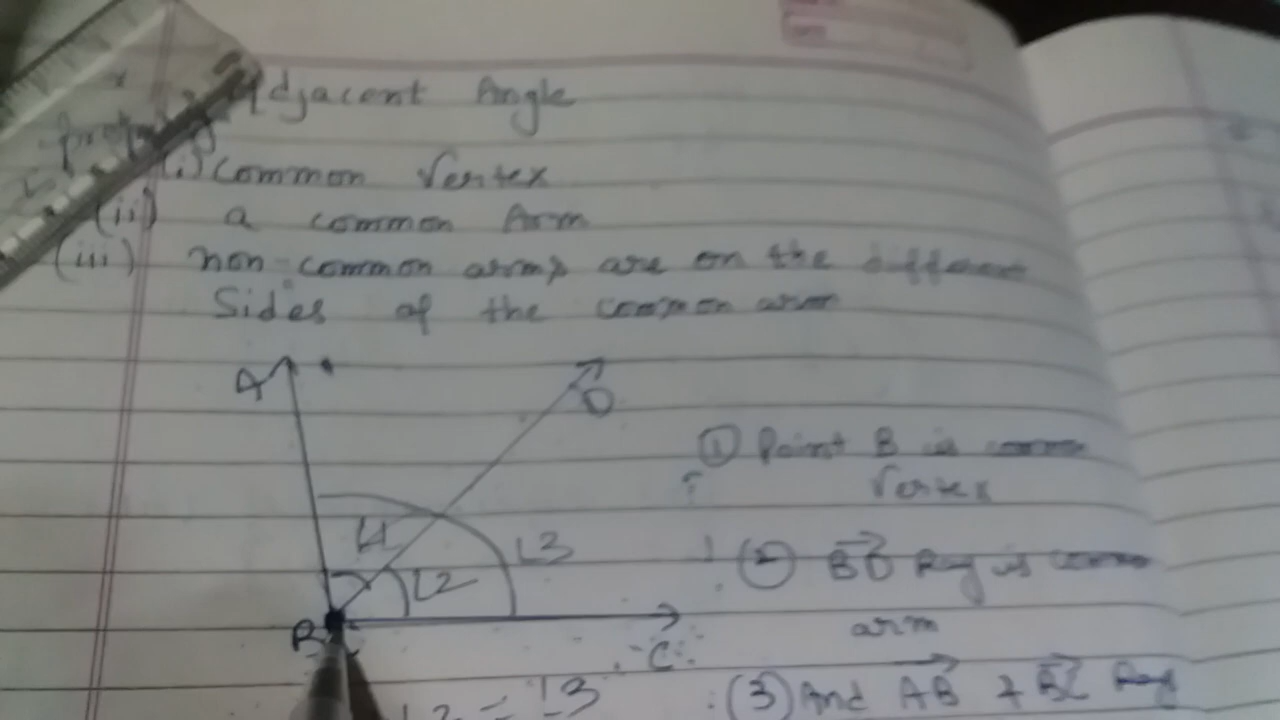 Adjacent Angle
(i) Common Vertex
(ii) a common Arm
(iii) non-common arms are on the different
Sides of the common arm
A
D
① Point B is common
Vertex
∠1
∠3
② BD Ray is common
∠2
arm
B
C
∠2 = ∠3
(3) And AB + BC Ray